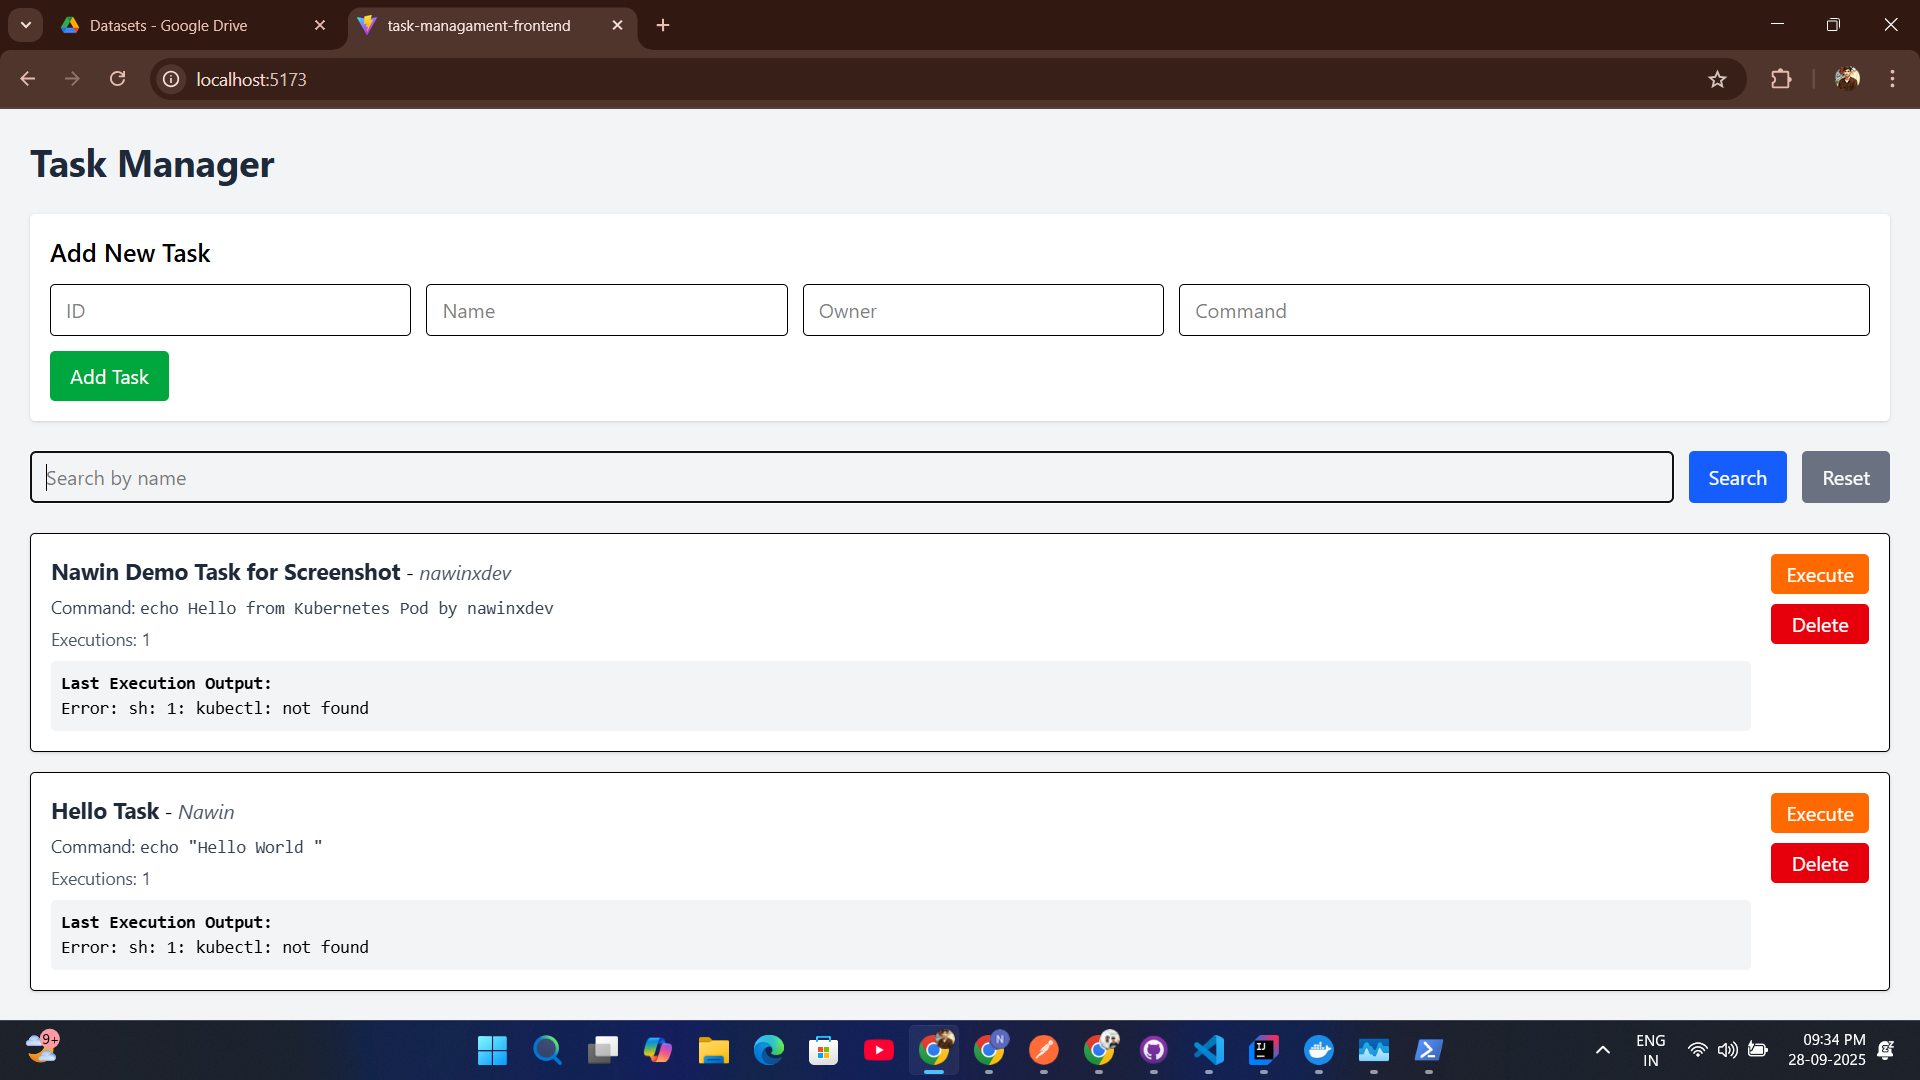 Datasets - Google Drive
task-managament-frontend
localhost:5173
Task Manager
Add New Task
ID
Name
Owner
Command
Add Task
Search by name
Search
Reset
Nawin Demo Task for Screenshot - nawinxdev
Execute
Command: echo Hello from Kubernetes Pod by nawinxdev
Delete
Executions: 1
Last Execution Output:
Error: sh: 1: kubectl: not found
Hello Task - Nawin
Execute
Command: echo "Hello World "
Delete
Executions: 1
Last Execution Output:
Error: sh: 1: kubectl: not found
9+
N
IJ
ENG
IN
09:34 PM
28-09-2025